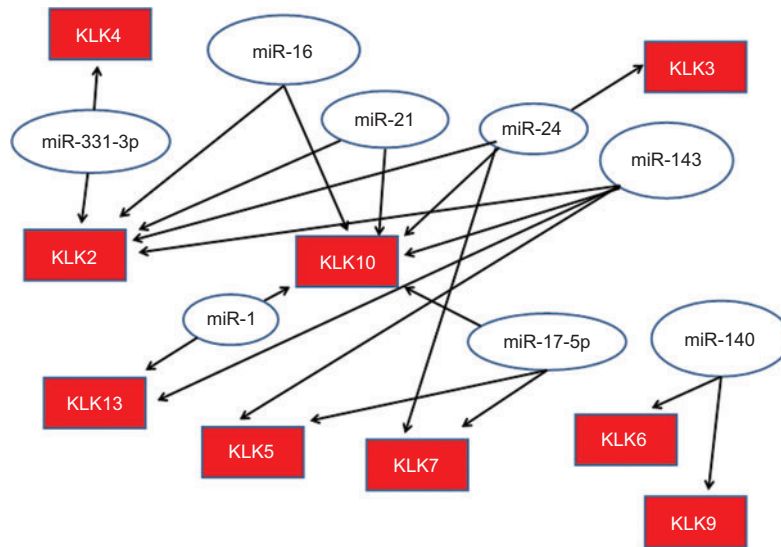 KLK4
miR-16
KLK3
miR-21
miR-24
miR-331-3p
miR-143
KLK2
KLK10
miR-1
miR-17-5p
miR-140
KLK13
KLK5
KLK7
KLK6
KLK9